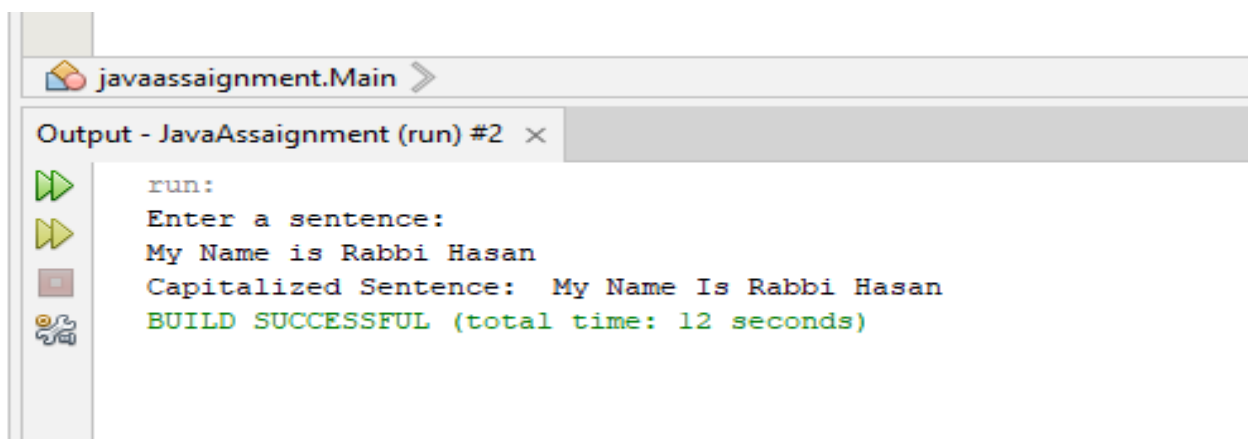 javaassaignment.Main
Output - JavaAssaignment (run) #2
run:
Enter a sentence:
My Name is Rabbi Hasan
Capitalized Sentence:  My Name Is Rabbi Hasan
BUILD SUCCESSFUL (total time: 12 seconds)